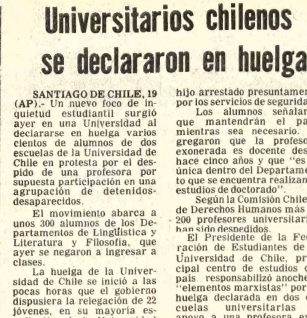 Universitarios chilenos
se declararon en huelga
SANTIAGO DE CHILE, 19
(AP).- Un nuevo foco de in-
quietud estudiantil surgió
ayer en una Universidad al
declararse en huelga varios
cientos de alumnos de dos
escuelas de la Universidad de
Chile en protesta por el des-
pido de una profesora por
supuesta participación en una
agrupación de detenidos-
desaparecidos.
El movimiento abarca a
unos 300 alumnos de los De-
partamentos de Lingüística y
Literatura y Filosofía, que
ayer se negaron a ingresar a
clases.
La huelga de la Univer-
sidad de Chile se inició a las
pocas horas que el gobierno
dispusiera la relegación de 22
jóvenes, en su mayoría es-
hijo arrestado presuntamen
por los servicios de segurida
Los alumnos señalar
que mantendrán el pa
mientras sea necesario.
gregaron que la profeso
exonerada es docente des
hace cinco años y que "es
única dentro del Departame
to que se encuentra realizan
estudios de doctorado".
Según la Comisión Chile
de Derechos Humanos más
200 profesores universitar
han sido despedidos.
El Presidente de la Fed
ración de Estudiantes de
Universidad de Chile, pr
cipal centro de estudios d
país responsabilizó anoche
"elementos marxistas" por
huelga declarada en dos
cuelas universitarias
apoyo a una profesora ex